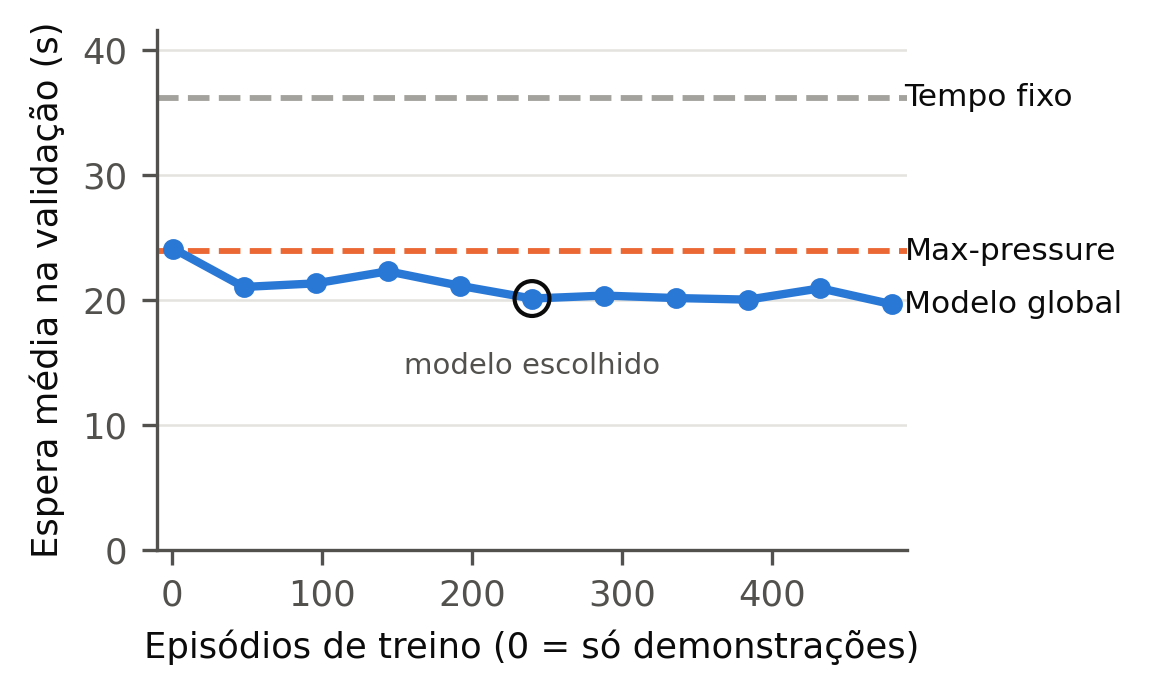 Espera média na validação (s)
40
30
20
10
0
Tempo fixo
Max-pressure
Modelo global
modelo escolhido
0 100 200 300 400
Episódios de treino (0 = só demonstrações)